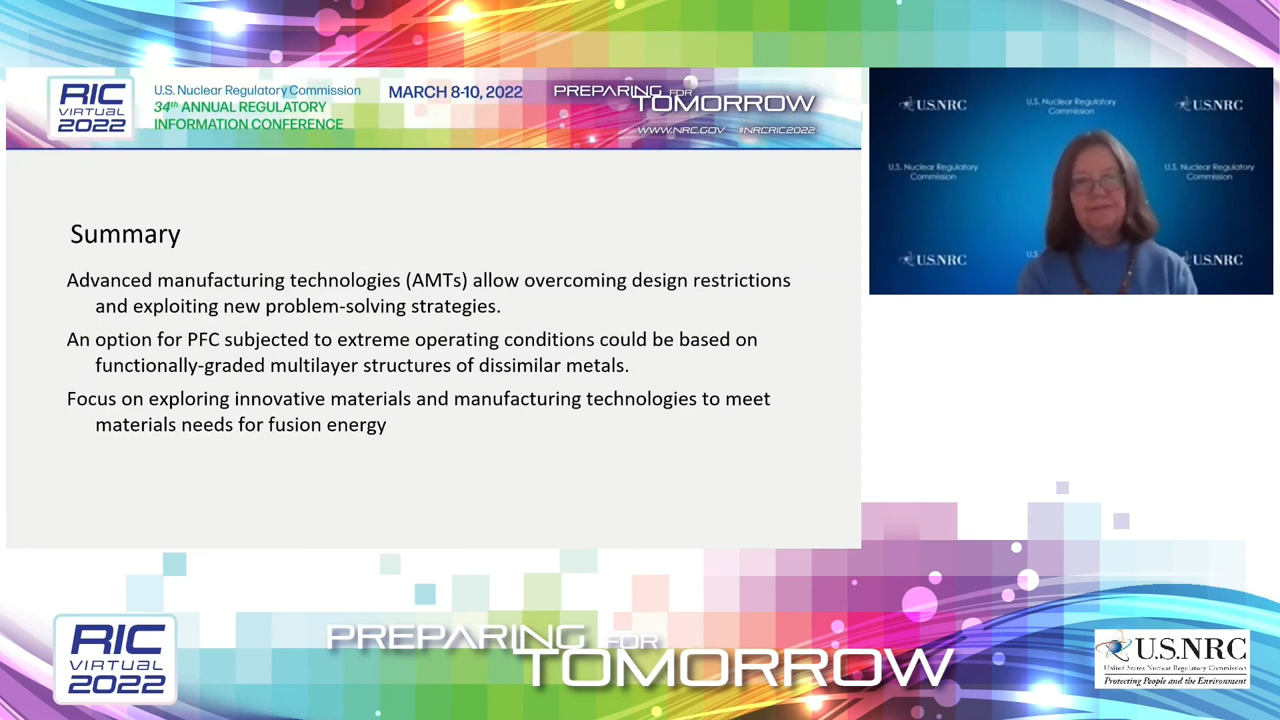 RIC
VIRTUAL
2022
U.S. Nuclear Regulatory Commission
34th ANNUAL REGULATORY
INFORMATION CONFERENCE
MARCH 8-10, 2022
PREPARING FOR
TOMORROW
WWW.NRC.GOV #NRCRIC2022
Summary
Advanced manufacturing technologies (AMTs) allow overcoming design restrictions
and exploiting new problem-solving strategies.
An option for PFC subjected to extreme operating conditions could be based on
functionally-graded multilayer structures of dissimilar metals.
Focus on exploring innovative materials and manufacturing technologies to meet
materials needs for fusion energy
U.S.NRC
U.S. Nuclear Regulatory
Commission
U.S.NRC
U.S. Nuclear Regulatory
Commission
U.S. Nuclear Regulatory
Commission
U.S.NRC
U.S
U.S.NRC
RIC
VIRTUAL
2022
PREPARING FOR
TOMORROW
U.S.NRC
United States Nuclear Regulatory Commission
Protecting People and the Environment